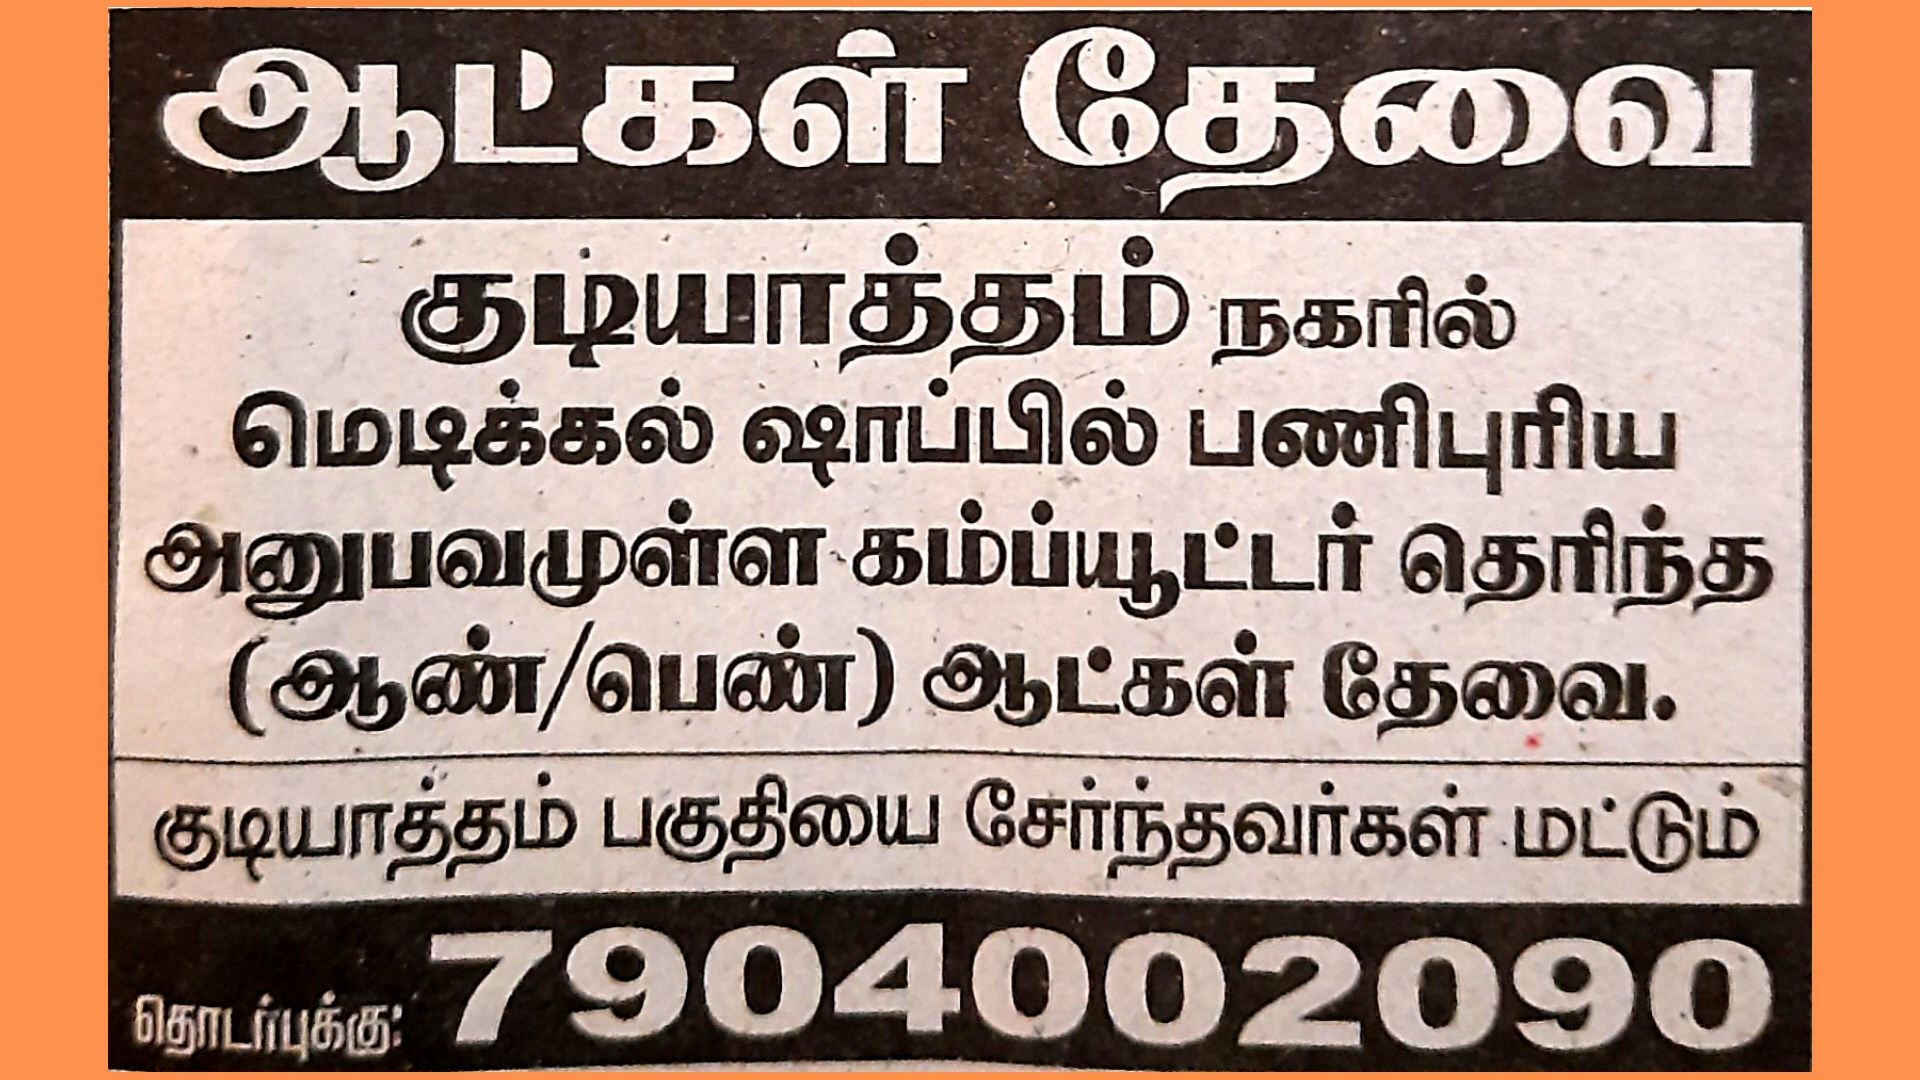 ஆட்கள் தேவை
குடியாத்தம் நகரில்
மெடிக்கல் ஷாப்பில் பணிபுரிய
அனுபவமுள்ள கம்ப்யூட்டர் தெரிந்த
(ஆண்/பெண்) ஆட்கள் தேவை.
குடியாத்தம் பகுதியை சேர்ந்தவர்கள் மட்டும்
தொடர்புக்கு: 7904002090